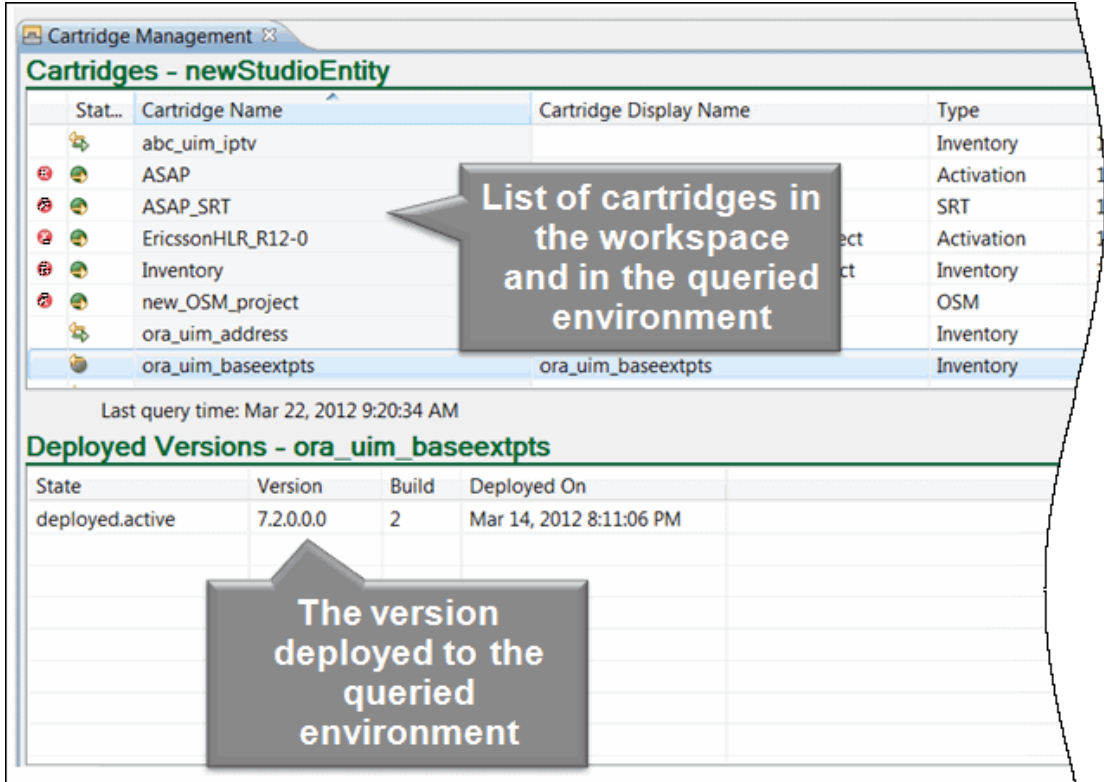 Cartridge Management
Cartridges - newStudioEntity
Stat... Cartridge Name Cartridge Display Name Type
abc_uim_iptv Inventory
ASAP Activation
ASAP_SRT SRT
EricssonHLR_R12-0 ect Activation
Inventory ct Inventory
new_OSM_project OSM
ora_uim_address Inventory
ora_uim_baseextpts ora_uim_baseextpts Inventory
List of cartridges in
the workspace
and in the queried
environment
Last query time: Mar 22, 2012 9:20:34 AM
Deployed Versions - ora_uim_baseextpts
State Version Build Deployed On
deployed.active 7.2.0.0.0 2 Mar 14, 2012 8:11:06 PM
The version
deployed to the
queried
environment